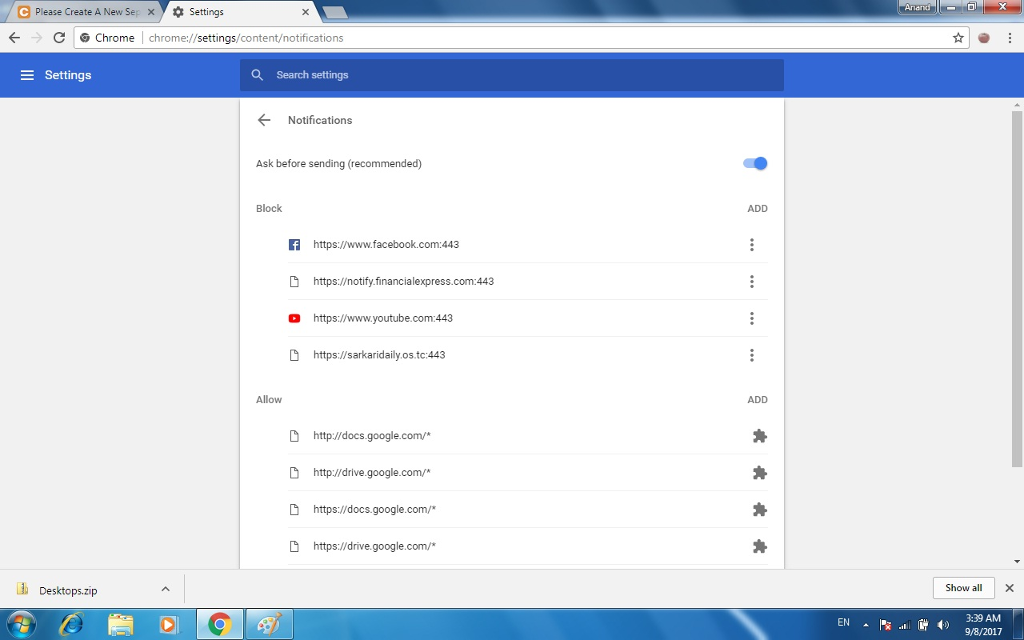 Please Create A New Sep
Settings
Anand
Chrome
chrome://settings/content/notifications
Settings
Search settings
Notifications
Ask before sending (recommended)
Block
ADD
https://www.facebook.com:443
https://notify.financialexpress.com:443
https://www.youtube.com:443
https://sarkaridaily.os.tc:443
Allow
ADD
http://docs.google.com/*
http://drive.google.com/*
https://docs.google.com/*
https://drive.google.com/*
Desktops.zip
Show all
EN
3:39 AM
9/8/2017